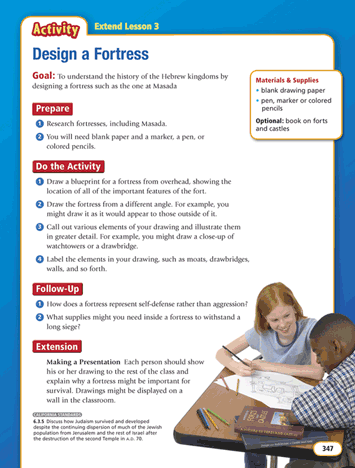 Activity Extend Lesson 3
Design a Fortress
Goal: To understand the history of the Hebrew kingdoms by
designing a fortress such as the one at Masada
Materials & Supplies
• blank drawing paper
• pen, marker or colored
pencils
Optional: book on forts
and castles
Prepare
1 Research fortresses, including Masada.
2 You will need blank paper and a marker, a pen, or
colored pencils.
Do the Activity
1 Draw a blueprint for a fortress from overhead, showing the
location of all of the important features of the fort.
2 Draw the fortress from a different angle. For example, you
might draw it as it would appear to those outside of it.
3 Call out various elements of your drawing and illustrate them
in greater detail. For example, you might draw a close-up of
watchtowers or a drawbridge.
4 Label the elements in your drawing, such as moats, drawbridges,
walls, and so forth.
Follow-Up
1 How does a fortress represent self-defense rather than aggression?
2 What supplies might you need inside a fortress to withstand a
long siege?
Extension
Making a Presentation Each person should show
his or her drawing to the rest of the class and
explain why a fortress might be important for
survival. Drawings might be displayed on a
wall in the classroom.
CALIFORNIA STANDARDS
6.3.5 Discuss how Judaism survived and developed
despite the continuing dispersion of much of the Jewish
population from Jerusalem and the rest of Israel after
the destruction of the second Temple in A.D. 70.
347